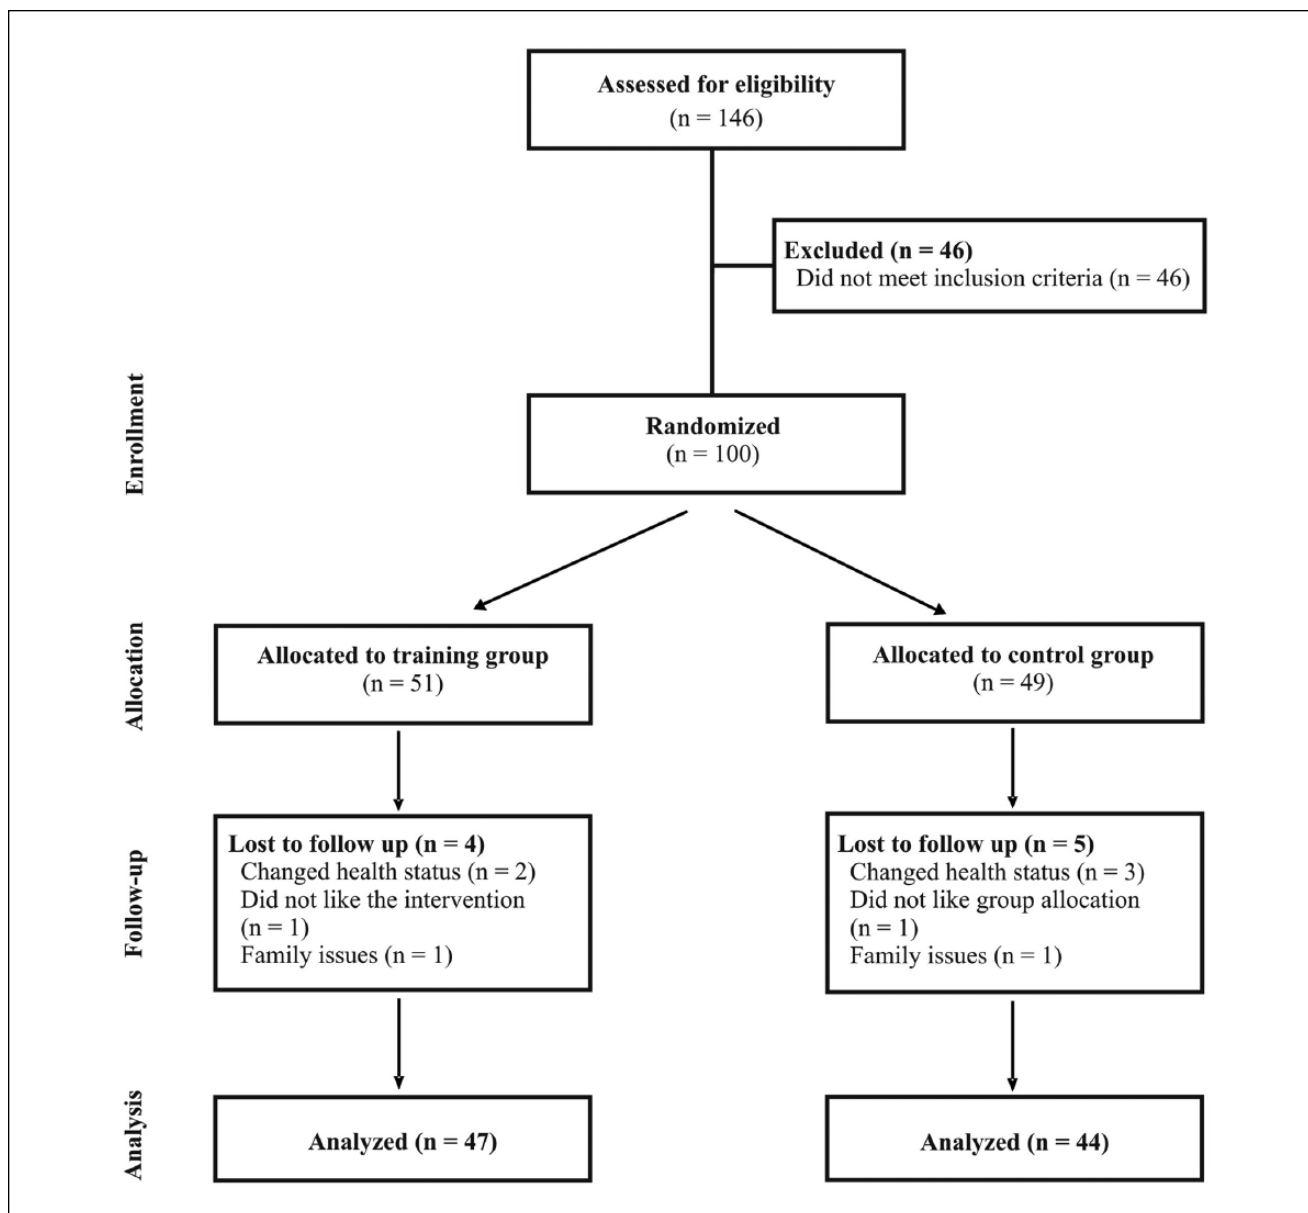 Assessed for eligibility
(n = 146)
Excluded (n = 46)
Did not meet inclusion criteria (n = 46)
Enrollment
Randomized
(n = 100)
Allocation
Allocated to training group
(n = 51)
Allocated to control group
(n = 49)
Follow-up
Lost to follow up (n = 4)
Changed health status (n = 2)
Did not like the intervention
(n = 1)
Family issues (n = 1)
Lost to follow up (n = 5)
Changed health status (n = 3)
Did not like group allocation
(n = 1)
Family issues (n = 1)
Analysis
Analyzed (n = 47)
Analyzed (n = 44)